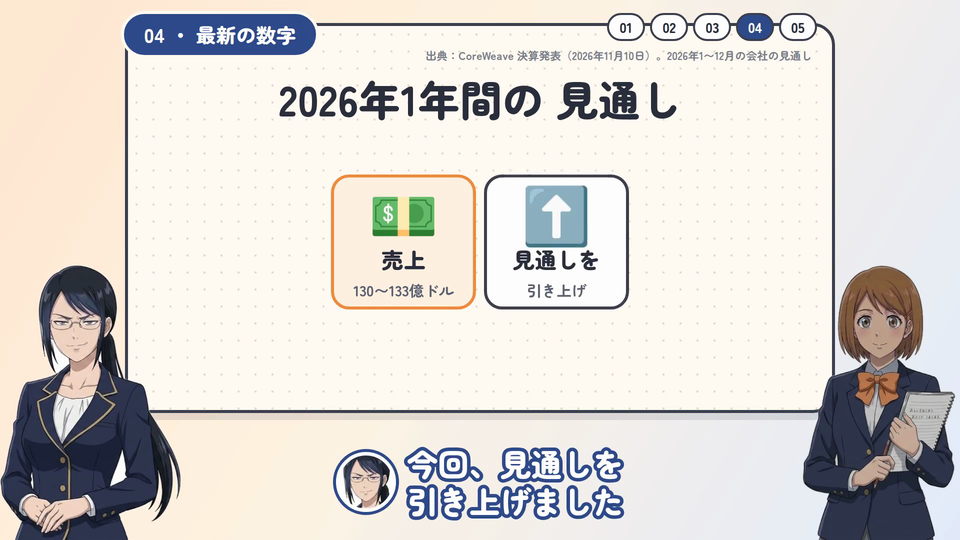 04 ・ 最新の数字
01 02 03 04 05
出典：CoreWeave 決算発表（2026年11月10日）。2026年1〜12月の会社の見通し
2026年1年間の 見通し
$
売上
130〜133億ドル
見通しを
引き上げ
今回、見通しを
引き上げました